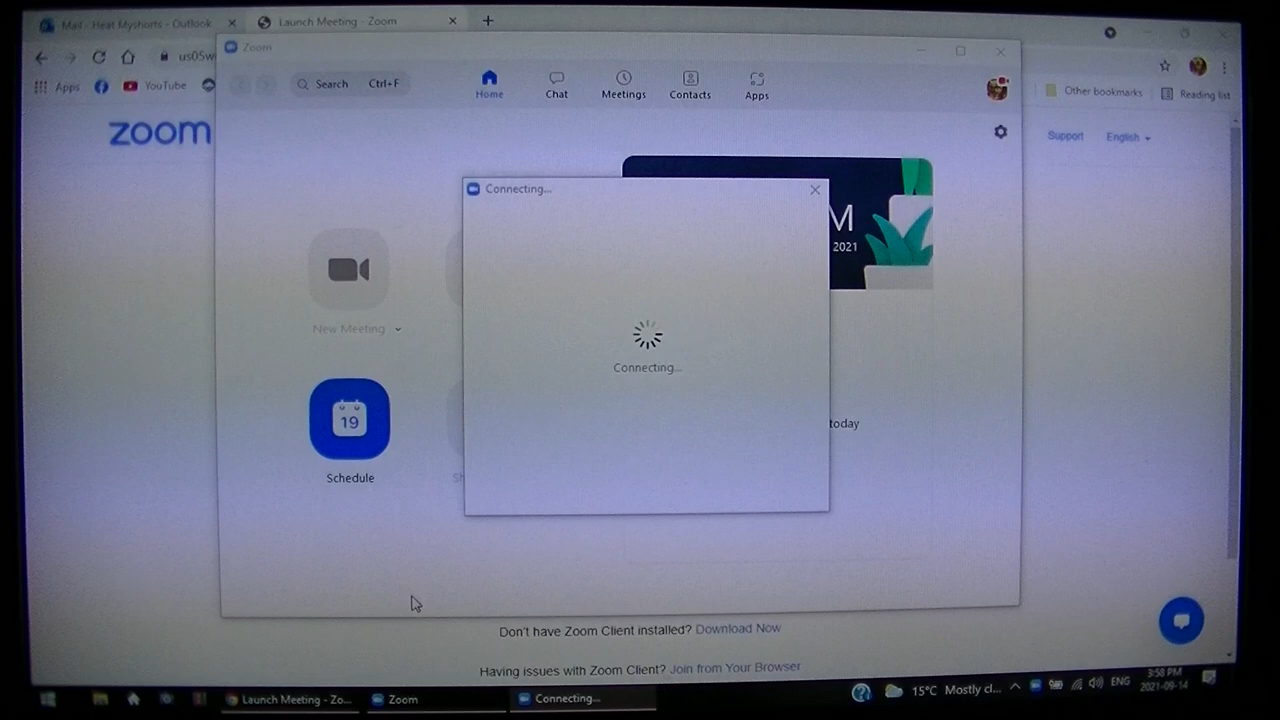 Mail - Heat Myshorts - Outlook
Launch Meeting - Zoom
us05w
Apps
YouTube
Other bookmarks
Reading list
Zoom
Search Ctrl+F
Home
Chat
Meetings
Contacts
Apps
zoom
Support English
Connecting...
M
2021
New Meeting
Connecting...
19
today
Schedule
Don't have Zoom Client installed? Download Now
Having issues with Zoom Client? Join from Your Browser
Launch Meeting - Zo...
Zoom
Connecting...
15°C Mostly cl...
ENG
3:58 PM
2021-09-14